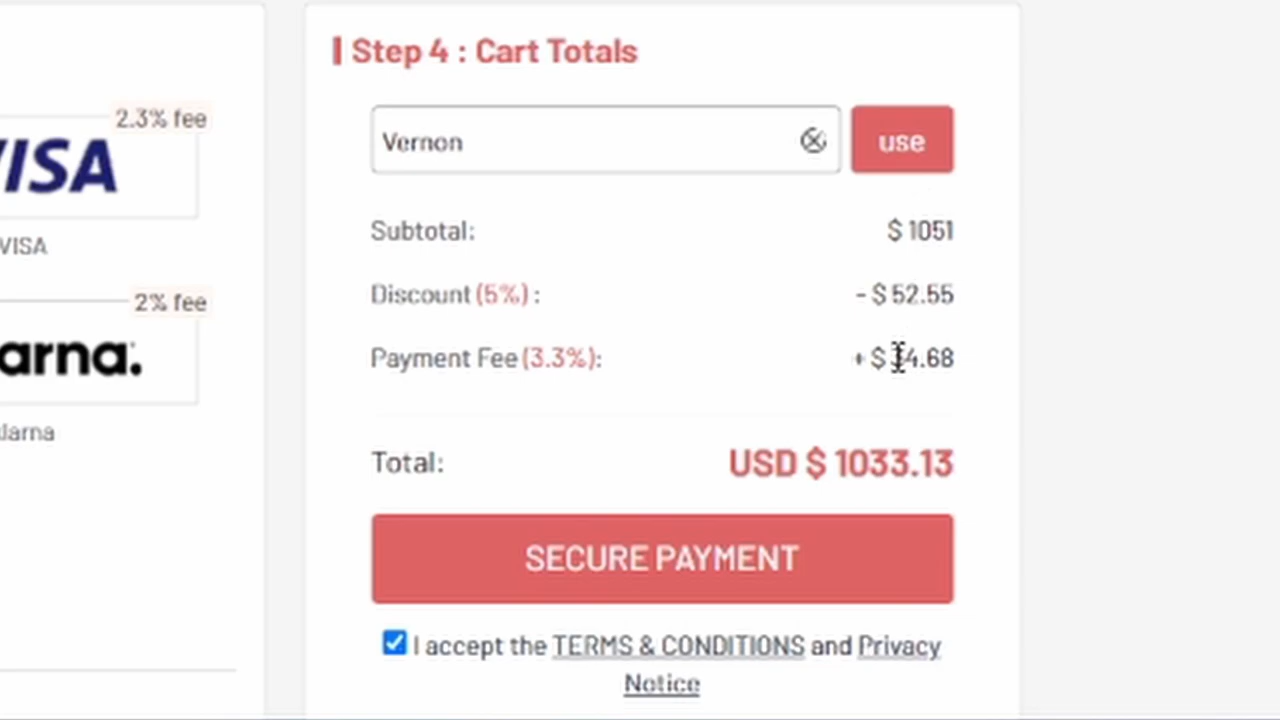 Step 4 : Cart Totals
2.3% fee
VISA
VISA
2% fee
arna.
larna
Vernon
use
Subtotal: $ 1051
Discount (5%) : - $ 52.55
Payment Fee (3.3%): + $ 34.68
Total: USD $ 1033.13
SECURE PAYMENT
I accept the TERMS & CONDITIONS and Privacy
Notice